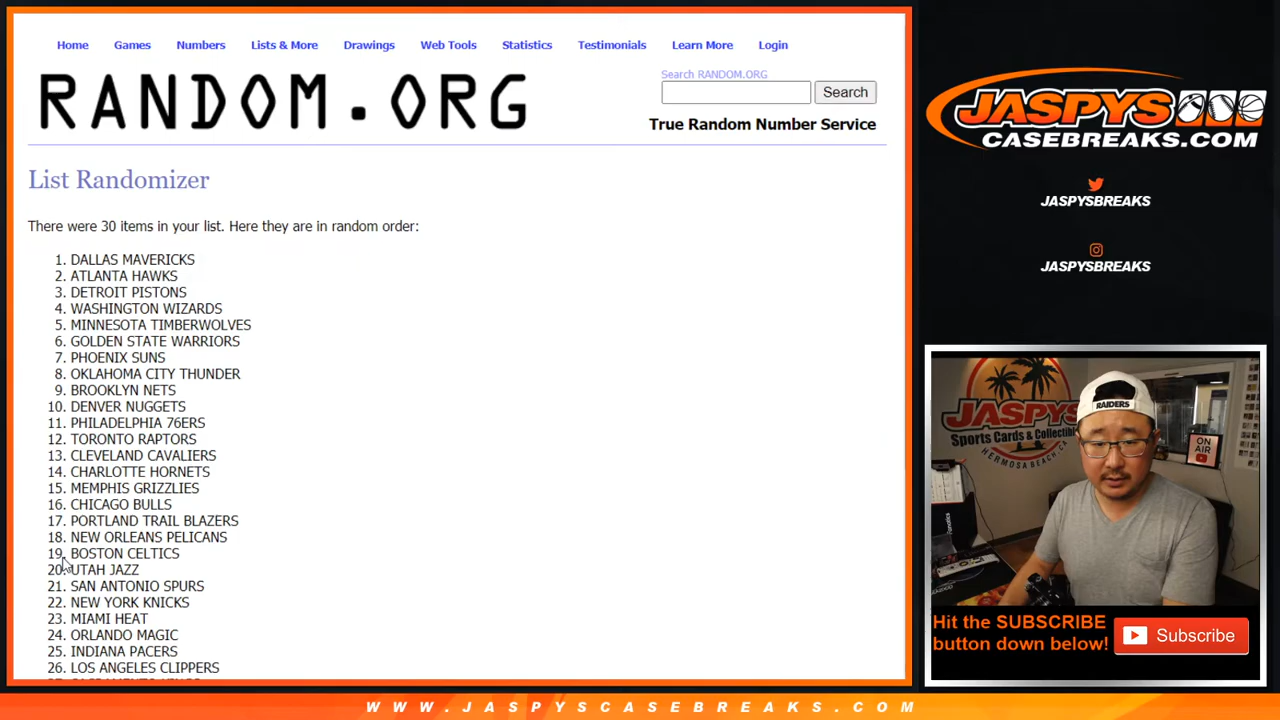 Home Games Numbers Lists & More Drawings Web Tools Statistics Testimonials Learn More Login
RANDOM.ORG
Search RANDOM.ORG
Search
True Random Number Service
List Randomizer
There were 30 items in your list. Here they are in random order:
1. DALLAS MAVERICKS
2. ATLANTA HAWKS
3. DETROIT PISTONS
4. WASHINGTON WIZARDS
5. MINNESOTA TIMBERWOLVES
6. GOLDEN STATE WARRIORS
7. PHOENIX SUNS
8. OKLAHOMA CITY THUNDER
9. BROOKLYN NETS
10. DENVER NUGGETS
11. PHILADELPHIA 76ERS
12. TORONTO RAPTORS
13. CLEVELAND CAVALIERS
14. CHARLOTTE HORNETS
15. MEMPHIS GRIZZLIES
16. CHICAGO BULLS
17. PORTLAND TRAIL BLAZERS
18. NEW ORLEANS PELICANS
19. BOSTON CELTICS
20. UTAH JAZZ
21. SAN ANTONIO SPURS
22. NEW YORK KNICKS
23. MIAMI HEAT
24. ORLANDO MAGIC
25. INDIANA PACERS
26. LOS ANGELES CLIPPERS
JASPYS
CASEBREAKS.COM
JASPYSBREAKS
JASPYSBREAKS
JASPYS
Sports Cards & Collectibles
HERMOSA BEACH, CA
RAIDERS
ON
AIR
Hit the SUBSCRIBE
button down below!
Subscribe
WWW.JASPYSCASEBREAKS.COM